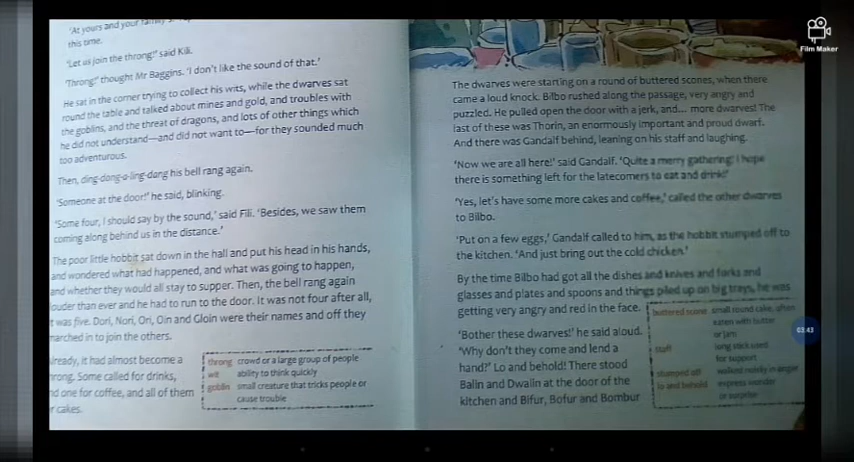 'At yours and your family
this time.
'Let us join the throng!' said Kili.
'Throng!' thought Mr Baggins. 'I don't like the sound of that.'
He sat in the corner trying to collect his wits, while the dwarves sat
round the table and talked about mines and gold, and troubles with
the goblins, and the threat of dragons, and lots of other things which
he did not understand—and did not want to—for they sounded much
too adventurous.
Then, ding-dong-a-ling-dang his bell rang again.
'Someone at the door!' he said, blinking.
'Some four, I should say by the sound,' said Fili. 'Besides, we saw them
coming along behind us in the distance.'
The poor little hobbit sat down in the hall and put his head in his hands,
and wondered what had happened, and what was going to happen,
and whether they would all stay to supper. Then, the bell rang again
louder than ever and he had to run to the door. It was not four after all,
it was five. Dori, Nori, Ori, Oin and Gloin were their names and off they
marched in to join the others.
lready, it had almost become a
hrong. Some called for drinks,
nd one for coffee, and all of them
r cakes.
throng crowd or a large group of people
wit ability to think quickly
goblin small creature that tricks people or
cause trouble
The dwarves were starting on a round of buttered scones, when there
came a loud knock. Bilbo rushed along the passage, very angry and
puzzled. He pulled open the door with a jerk, and... more dwarves! The
last of these was Thorin, an enormously important and proud dwarf.
And there was Gandalf behind, leaning on his staff and laughing.
'Now we are all here!' said Gandalf. 'Quite a merry gathering! I hope
there is something left for the latecomers to eat and drink!'
'Yes, let's have some more cakes and coffee,' called the other dwarves
to Bilbo.
'Put on a few eggs,' Gandalf called to him, as the hobbit stumped off to
the kitchen. 'And just bring out the cold chicken.'
By the time Bilbo had got all the dishes and knives and forks and
glasses and plates and spoons and things piled up on big trays, he was
getting very angry and red in the face.
'Bother these dwarves!' he said aloud.
'Why don't they come and lend a
hand?' Lo and behold! There stood
Balin and Dwalin at the door of the
kitchen and Bifur, Bofur and Bombur
buttered scone small round cake, often
eaten with butter
or jam
staff long stick used
for support
stumped off walked noisily in anger
lo and behold express wonder
or surprise
Film Maker
03:43